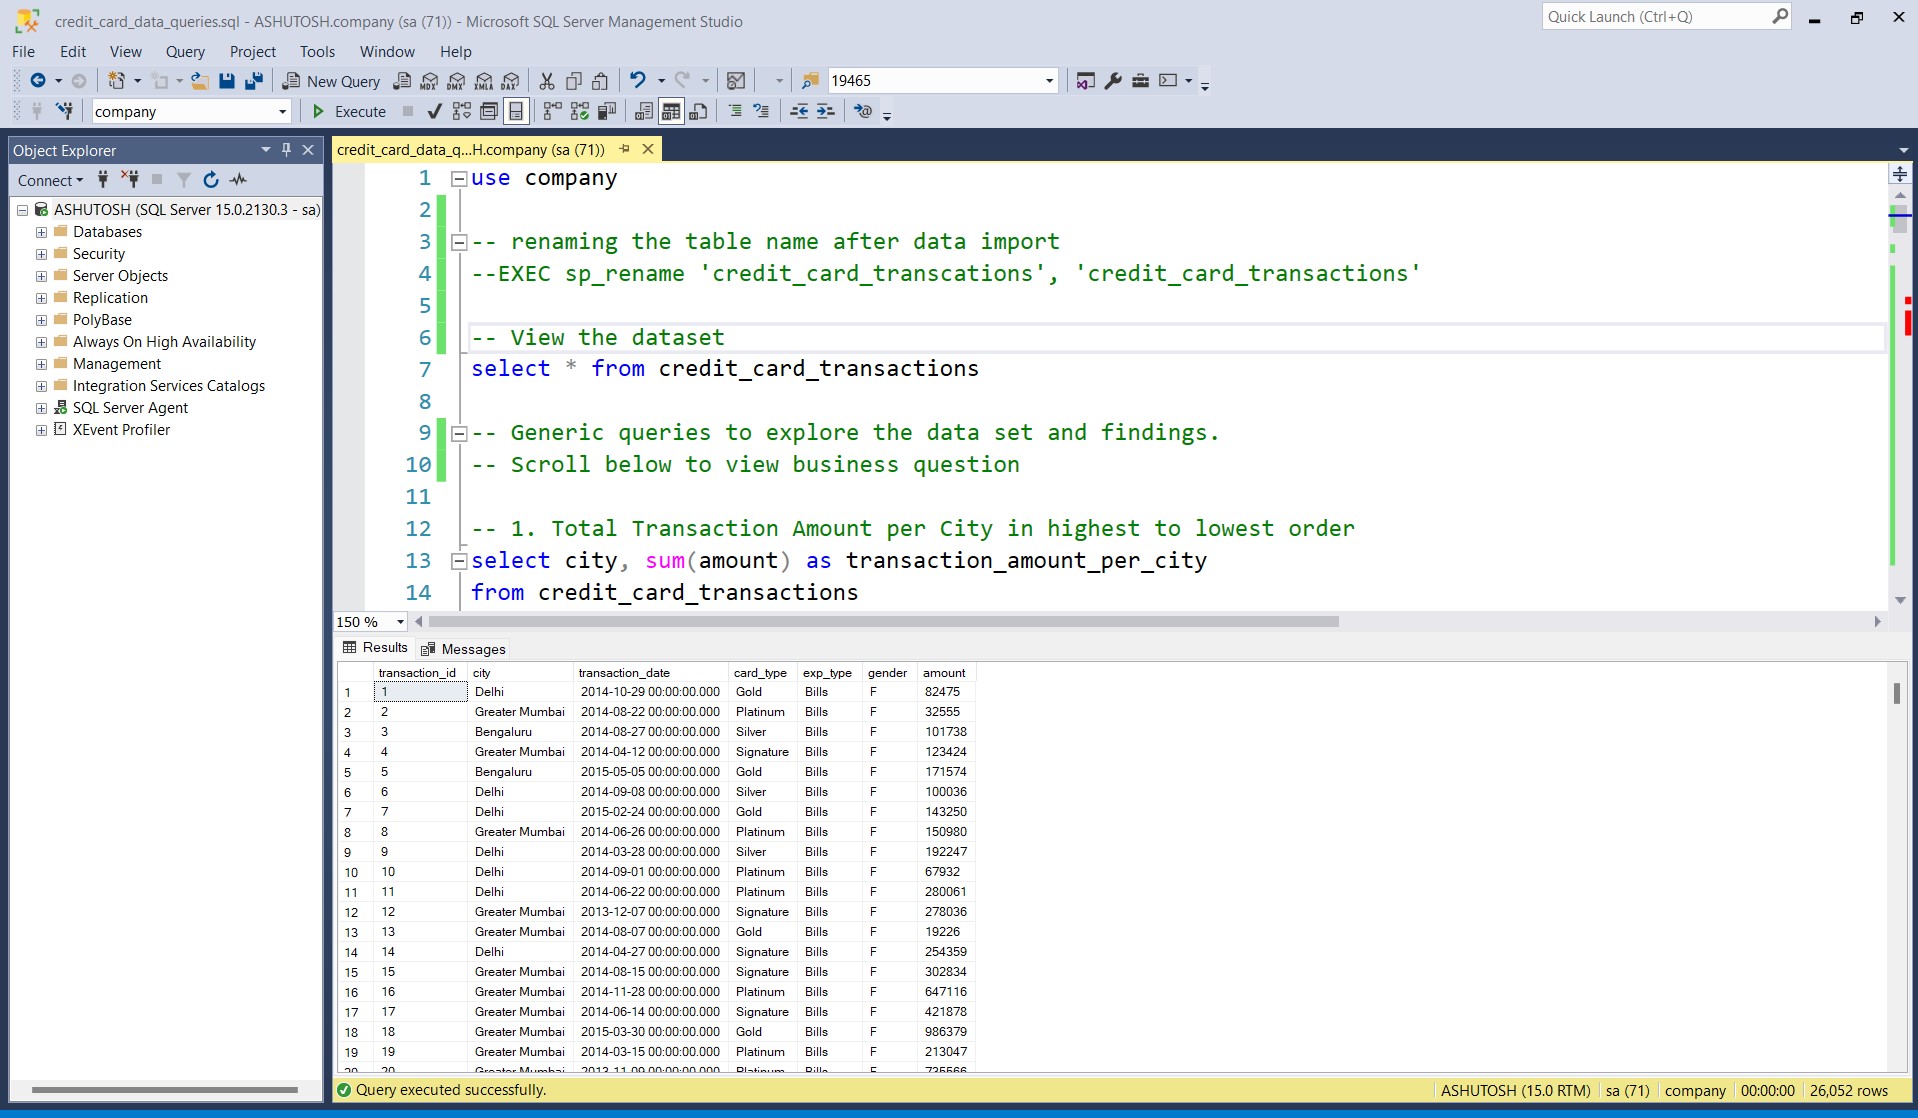 credit_card_data_queries.sql - ASHUTOSH.company (sa (71)) - Microsoft SQL Server Management Studio
Quick Launch (Ctrl+Q)
File Edit View Query Project Tools Window Help
New Query MDX DMX XMLA DAX 19465
company Execute
Object Explorer
Connect
ASHUTOSH (SQL Server 15.0.2130.3 - sa)
Databases
Security
Server Objects
Replication
PolyBase
Always On High Availability
Management
Integration Services Catalogs
SQL Server Agent
XEvent Profiler
credit_card_data_q...H.company (sa (71))
1 use company
2
3 -- renaming the table name after data import
4 --EXEC sp_rename 'credit_card_transcations', 'credit_card_transactions'
5
6 -- View the dataset
7 select * from credit_card_transactions
8
9 -- Generic queries to explore the data set and findings.
10 -- Scroll below to view business question
11
12 -- 1. Total Transaction Amount per City in highest to lowest order
13 select city, sum(amount) as transaction_amount_per_city
14 from credit_card_transactions
150 %
Results Messages
transaction_id city transaction_date card_type exp_type gender amount
1 1 Delhi 2014-10-29 00:00:00.000 Gold Bills F 82475
2 2 Greater Mumbai 2014-08-22 00:00:00.000 Platinum Bills F 32555
3 3 Bengaluru 2014-08-27 00:00:00.000 Silver Bills F 101738
4 4 Greater Mumbai 2014-04-12 00:00:00.000 Signature Bills F 123424
5 5 Bengaluru 2015-05-05 00:00:00.000 Gold Bills F 171574
6 6 Delhi 2014-09-08 00:00:00.000 Silver Bills F 100036
7 7 Delhi 2015-02-24 00:00:00.000 Gold Bills F 143250
8 8 Greater Mumbai 2014-06-26 00:00:00.000 Platinum Bills F 150980
9 9 Delhi 2014-03-28 00:00:00.000 Silver Bills F 192247
10 10 Delhi 2014-09-01 00:00:00.000 Platinum Bills F 67932
11 11 Delhi 2014-06-22 00:00:00.000 Platinum Bills F 280061
12 12 Greater Mumbai 2013-12-07 00:00:00.000 Signature Bills F 278036
13 13 Greater Mumbai 2014-08-07 00:00:00.000 Gold Bills F 19226
14 14 Delhi 2014-04-27 00:00:00.000 Signature Bills F 254359
15 15 Greater Mumbai 2014-08-15 00:00:00.000 Signature Bills F 302834
16 16 Greater Mumbai 2014-11-28 00:00:00.000 Platinum Bills F 647116
17 17 Greater Mumbai 2014-06-14 00:00:00.000 Signature Bills F 421878
18 18 Greater Mumbai 2015-03-30 00:00:00.000 Gold Bills F 986379
19 19 Greater Mumbai 2014-03-15 00:00:00.000 Platinum Bills F 213047
20 20 Greater Mumbai 2013-11-09 00:00:00.000 Platinum Bills F 735566
Query executed successfully.
ASHUTOSH (15.0 RTM) sa (71) company 00:00:00 26,052 rows